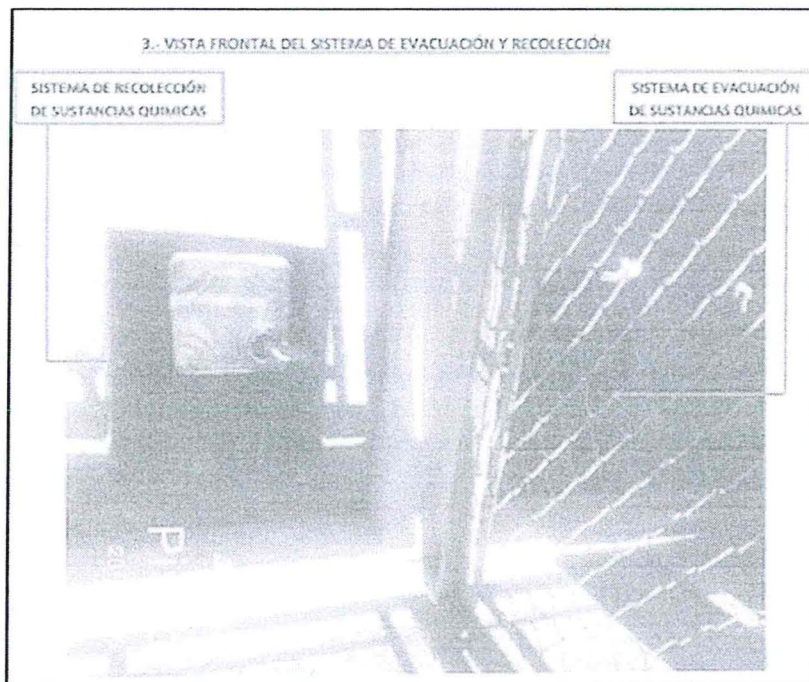 3.- VISTA FRONTAL DEL SISTEMA DE EVACUACIÓN Y RECOLECCIÓN
SISTEMA DE RECOLECCIÓN
DE SUSTANCIAS QUIMICAS
SISTEMA DE EVACUACIÓN
DE SUSTANCIAS QUIMICAS